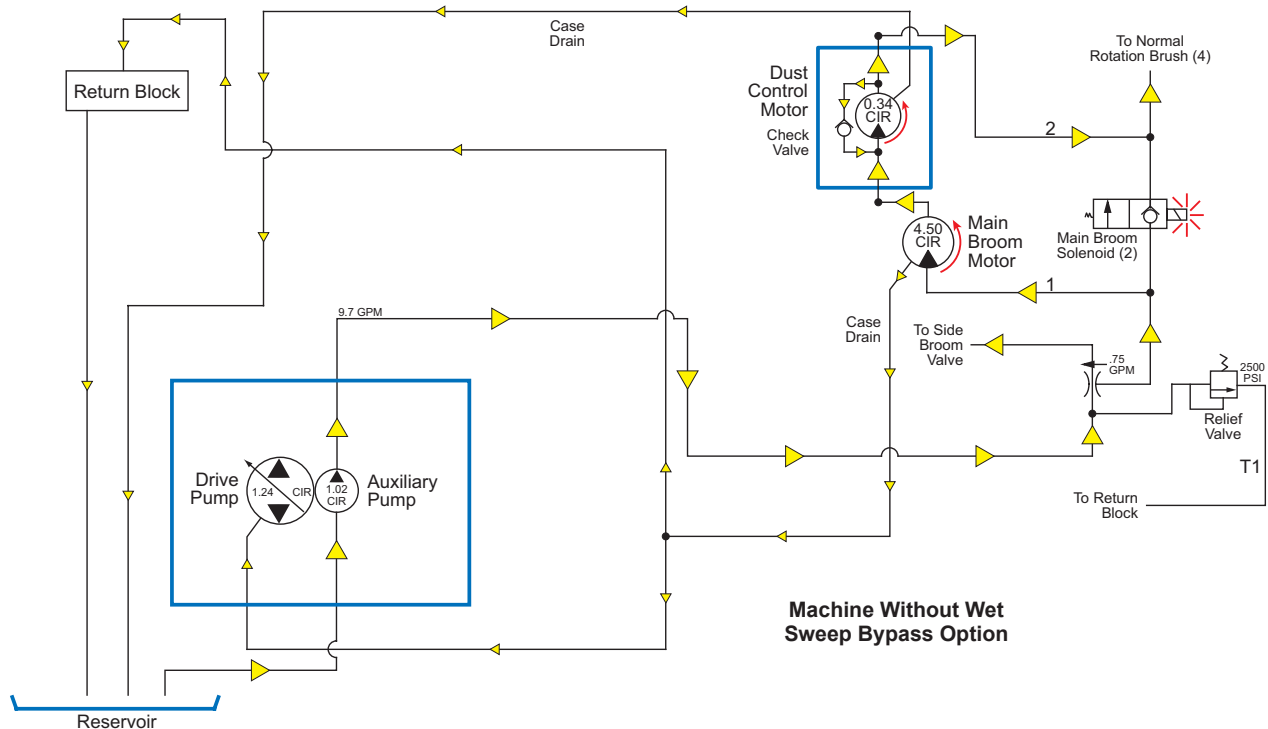 Case
Drain
To Normal
Rotation Brush (4)
Return Block
Dust
Control
Motor
0.34
CIR
Check
Valve
2
Main Broom
Solenoid (2)
4.50
CIR
Main
Broom
Motor
1
9.7 GPM
Case
Drain
To Side
Broom
Valve
.75
GPM
2500
PSI
Relief
Valve
T1
Drive
Pump
1.24
CIR
1.02
CIR
Auxiliary
Pump
To Return
Block
Machine Without Wet
Sweep Bypass Option
Reservoir